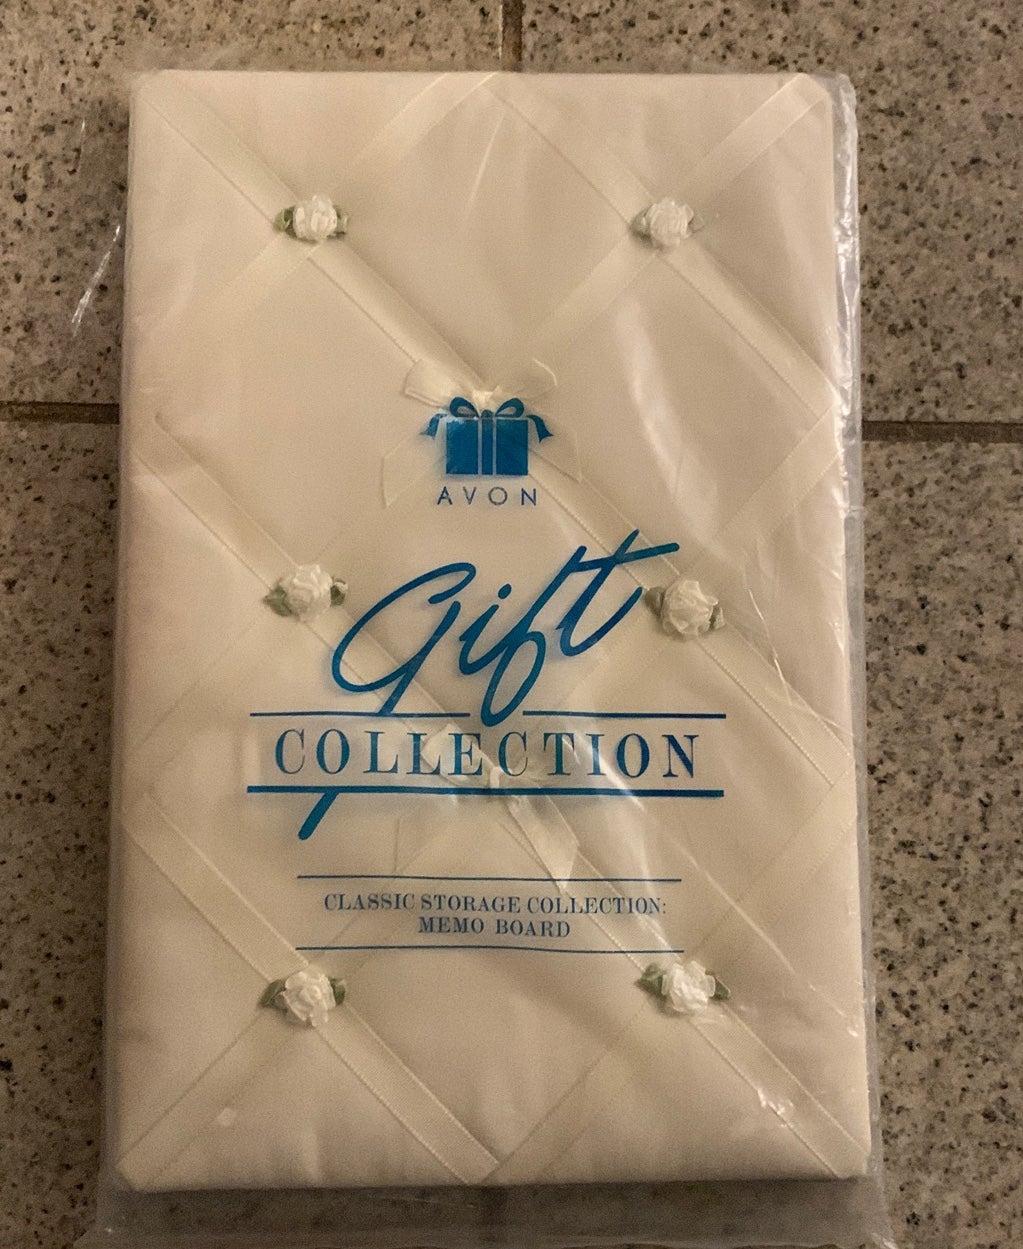 AVON
Gift
COLLECTION
CLASSIC STORAGE COLLECTION:
MEMO BOARD